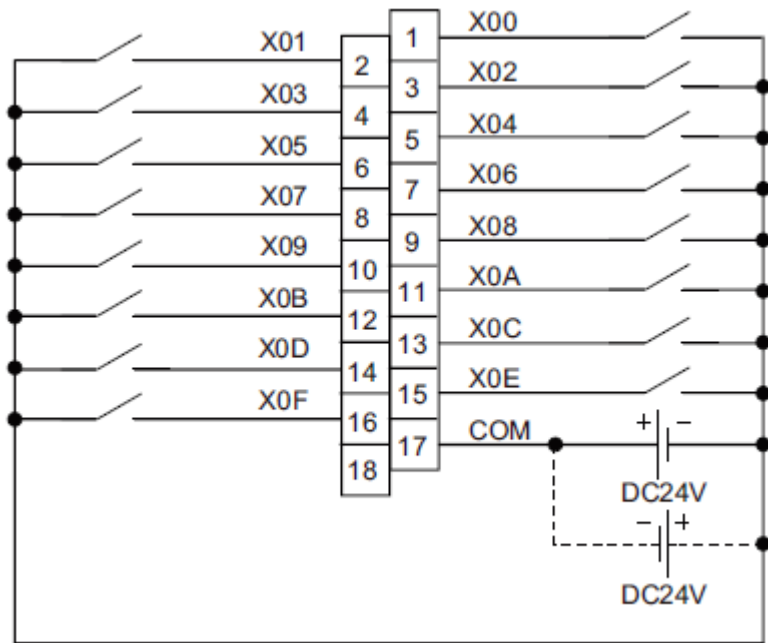 X01 2 1 X00
X03 4 3 X02
X05 6 5 X04
X07 8 7 X06
X09 10 9 X08
X0B 12 11 X0A
X0D 14 13 X0C
X0F 16 15 X0E
18 17 COM + -
DC24V
- +
DC24V